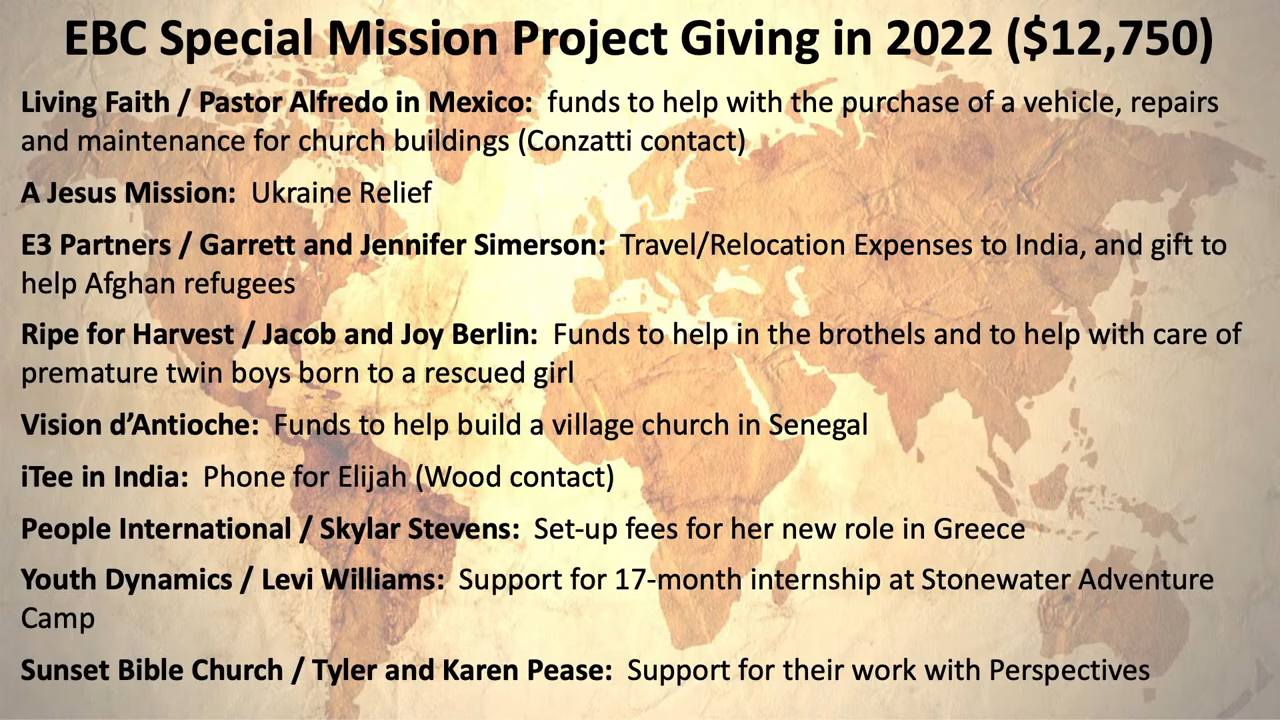 EBC Special Mission Project Giving in 2022 ($12,750)
Living Faith / Pastor Alfredo in Mexico: funds to help with the purchase of a vehicle, repairs
and maintenance for church buildings (Conzatti contact)
A Jesus Mission: Ukraine Relief
E3 Partners / Garrett and Jennifer Simerson: Travel/Relocation Expenses to India, and gift to
help Afghan refugees
Ripe for Harvest / Jacob and Joy Berlin: Funds to help in the brothels and to help with care of
premature twin boys born to a rescued girl
Vision d’Antioche: Funds to help build a village church in Senegal
iTee in India: Phone for Elijah (Wood contact)
People International / Skylar Stevens: Set-up fees for her new role in Greece
Youth Dynamics / Levi Williams: Support for 17-month internship at Stonewater Adventure
Camp
Sunset Bible Church / Tyler and Karen Pease: Support for their work with Perspectives